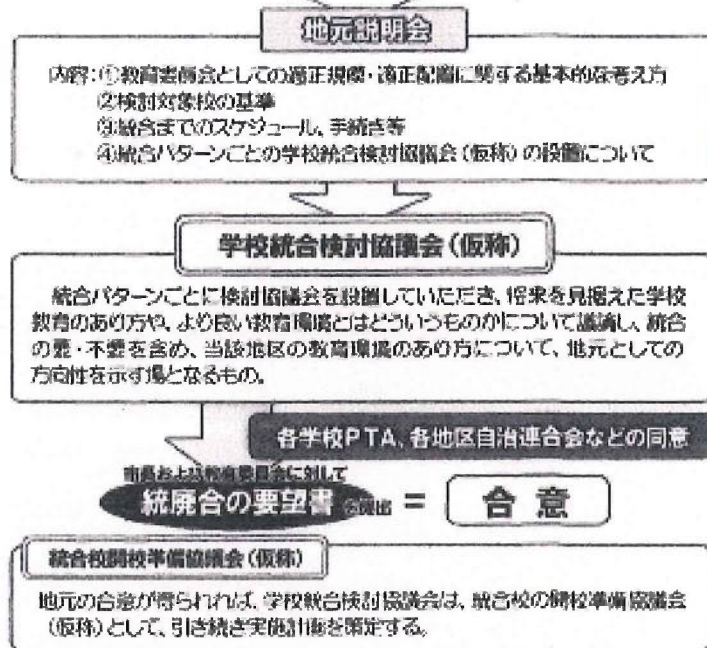 地元説明会
内容：①教育委員会としての適正規模・適正配置に関する基本的な考え方
②検討対象校の基準
③統合までのスケジュール、手続き等
④統合パターンごとの学校統合検討協議会（仮称）の設置について
学校統合検討協議会（仮称）
統合パターンごとに検討協議会を設置していただき、将来を見据えた学校
教育のあり方や、より良い教育環境とはどういうものかについて議論し、統合
の要・不要を含め、当該地区の教育環境のあり方について、地元としての
方向性を示す場となるもの。
各学校PTA、各地区自治連合会などの同意
市長および教育委員会に対して
統廃合の要望書を提出 ＝ 合意
統合校開校準備協議会（仮称）
地元の合意が得られれば、学校統合検討協議会は、統合校の開校準備協議会
（仮称）として、引き続き実施計画を策定する。